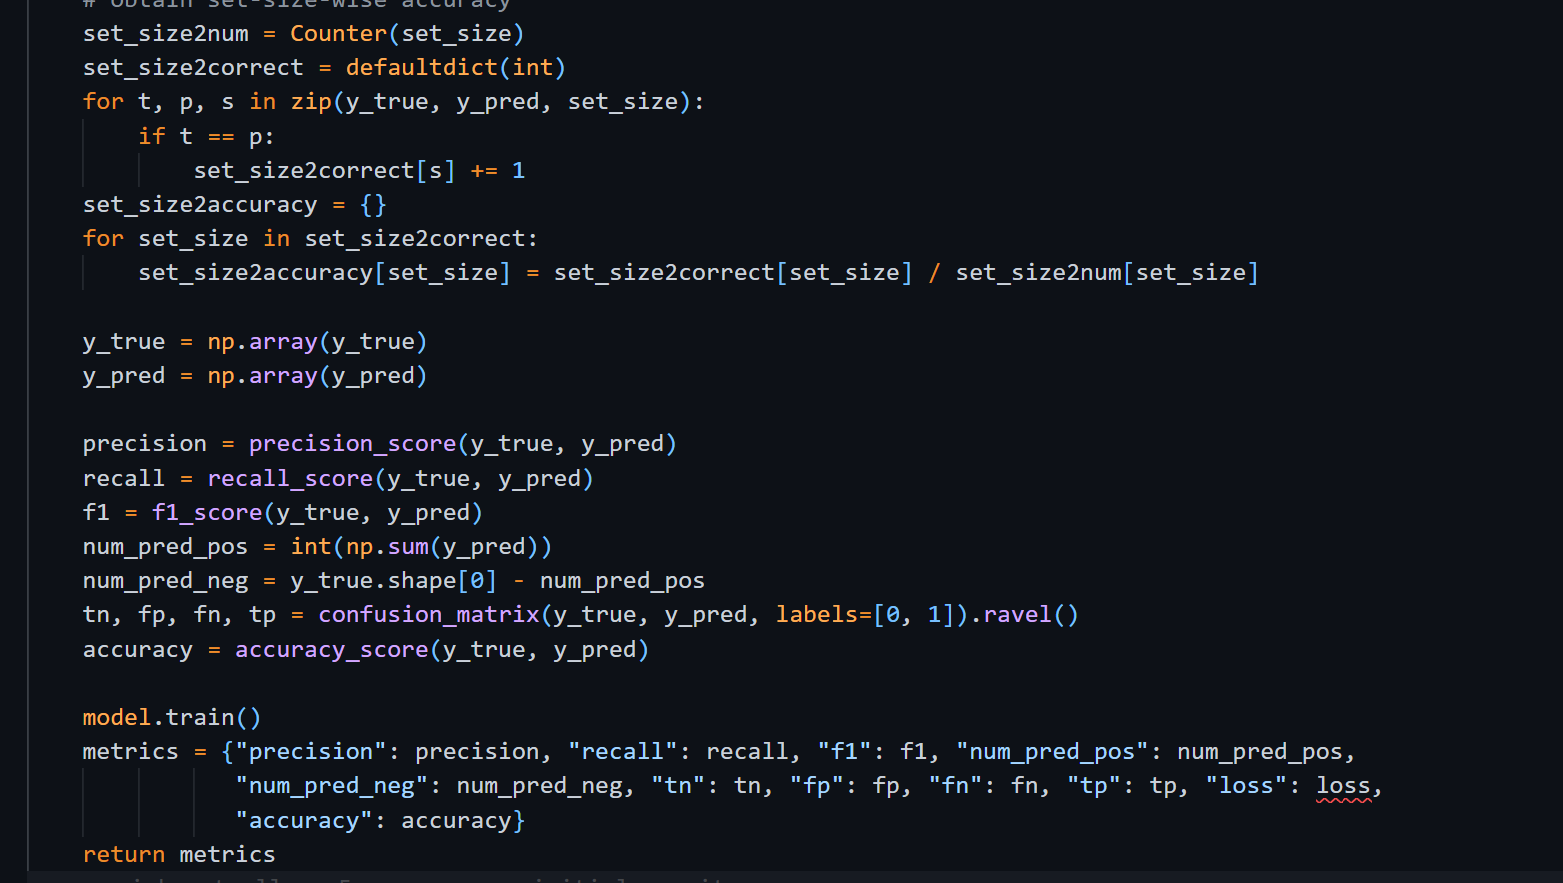 # obtain set-size-wise accuracy
set_size2num = Counter(set_size)
set_size2correct = defaultdict(int)
for t, p, s in zip(y_true, y_pred, set_size):
    if t == p:
        set_size2correct[s] += 1
set_size2accuracy = {}
for set_size in set_size2correct:
    set_size2accuracy[set_size] = set_size2correct[set_size] / set_size2num[set_size]
y_true = np.array(y_true)
y_pred = np.array(y_pred)
precision = precision_score(y_true, y_pred)
recall = recall_score(y_true, y_pred)
f1 = f1_score(y_true, y_pred)
num_pred_pos = int(np.sum(y_pred))
num_pred_neg = y_true.shape[0] - num_pred_pos
tn, fp, fn, tp = confusion_matrix(y_true, y_pred, labels=[0, 1]).ravel()
accuracy = accuracy_score(y_true, y_pred)
model.train()
metrics = {"precision": precision, "recall": recall, "f1": f1, "num_pred_pos": num_pred_pos,
           "num_pred_neg": num_pred_neg, "tn": tn, "fp": fp, "fn": fn, "tp": tp, "loss": loss,
           "accuracy": accuracy}
return metrics